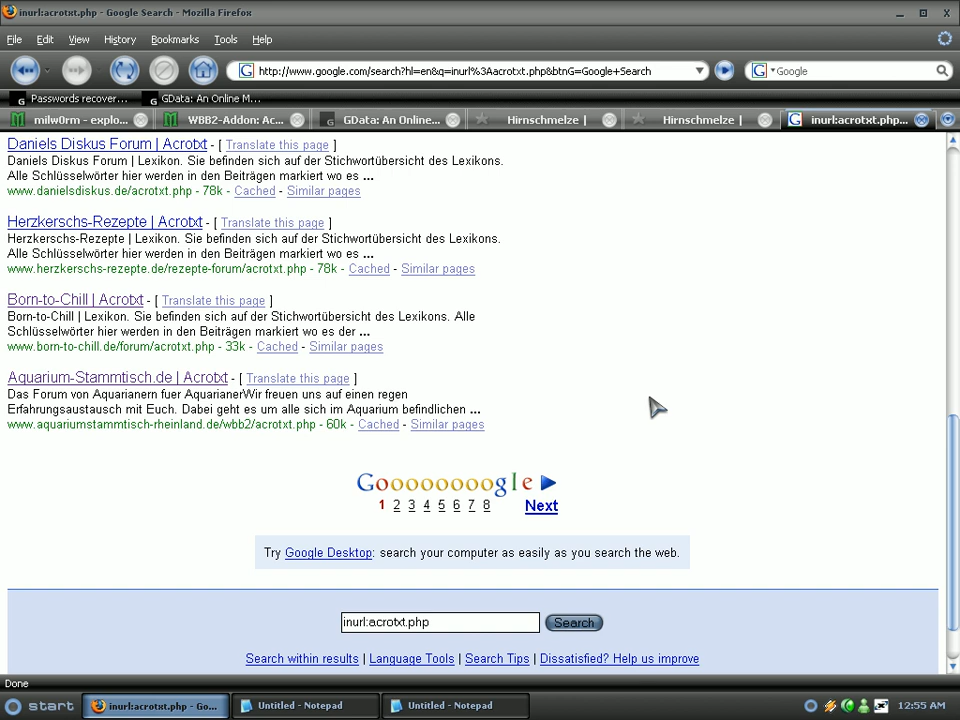 inurl:acrotxt.php - Google Search - Mozilla Firefox
File Edit View History Bookmarks Tools Help
http://www.google.com/search?hl=en&q=inurl%3Aacrotxt.php&btnG=Google+Search
Google
Passwords recover... GData: An Online M...
milw0rm - explo... WBB2-Addon: Ac... GData: An Online... Hirnschmelze | Hirnschmelze | inurl:acrotxt.php...
Daniels Diskus Forum | Acrotxt - [ Translate this page ]
Daniels Diskus Forum | Lexikon. Sie befinden sich auf der Stichwortübersicht des Lexikons.
Alle Schlüsselwörter hier werden in den Beiträgen markiert wo es ...
www.danielsdiskus.de/acrotxt.php - 78k - Cached - Similar pages
Herzkerschs-Rezepte | Acrotxt - [ Translate this page ]
Herzkerschs-Rezepte | Lexikon. Sie befinden sich auf der Stichwortübersicht des Lexikons.
Alle Schlüsselwörter hier werden in den Beiträgen markiert wo es ...
www.herzkerschs-rezepte.de/rezepte-forum/acrotxt.php - 78k - Cached - Similar pages
Born-to-Chill | Acrotxt - [ Translate this page ]
Born-to-Chill | Lexikon. Sie befinden sich auf der Stichwortübersicht des Lexikons. Alle
Schlüsselwörter hier werden in den Beiträgen markiert wo es der ...
www.born-to-chill.de/forum/acrotxt.php - 33k - Cached - Similar pages
Aquarium-Stammtisch.de | Acrotxt - [ Translate this page ]
Das Forum von Aquarianern fuer AquarianerWir freuen uns auf einen regen
Erfahrungsaustausch mit Euch. Dabei geht es um alle sich im Aquarium befindlichen ...
www.aquariumstammtisch-rheinland.de/wbb2/acrotxt.php - 60k - Cached - Similar pages
Goooooooogle
1 2 3 4 5 6 7 8 Next
Try Google Desktop: search your computer as easily as you search the web.
inurl:acrotxt.php Search
Search within results | Language Tools | Search Tips | Dissatisfied? Help us improve
Done
start inurl:acrotxt.php - Go... Untitled - Notepad Untitled - Notepad 12:55 AM